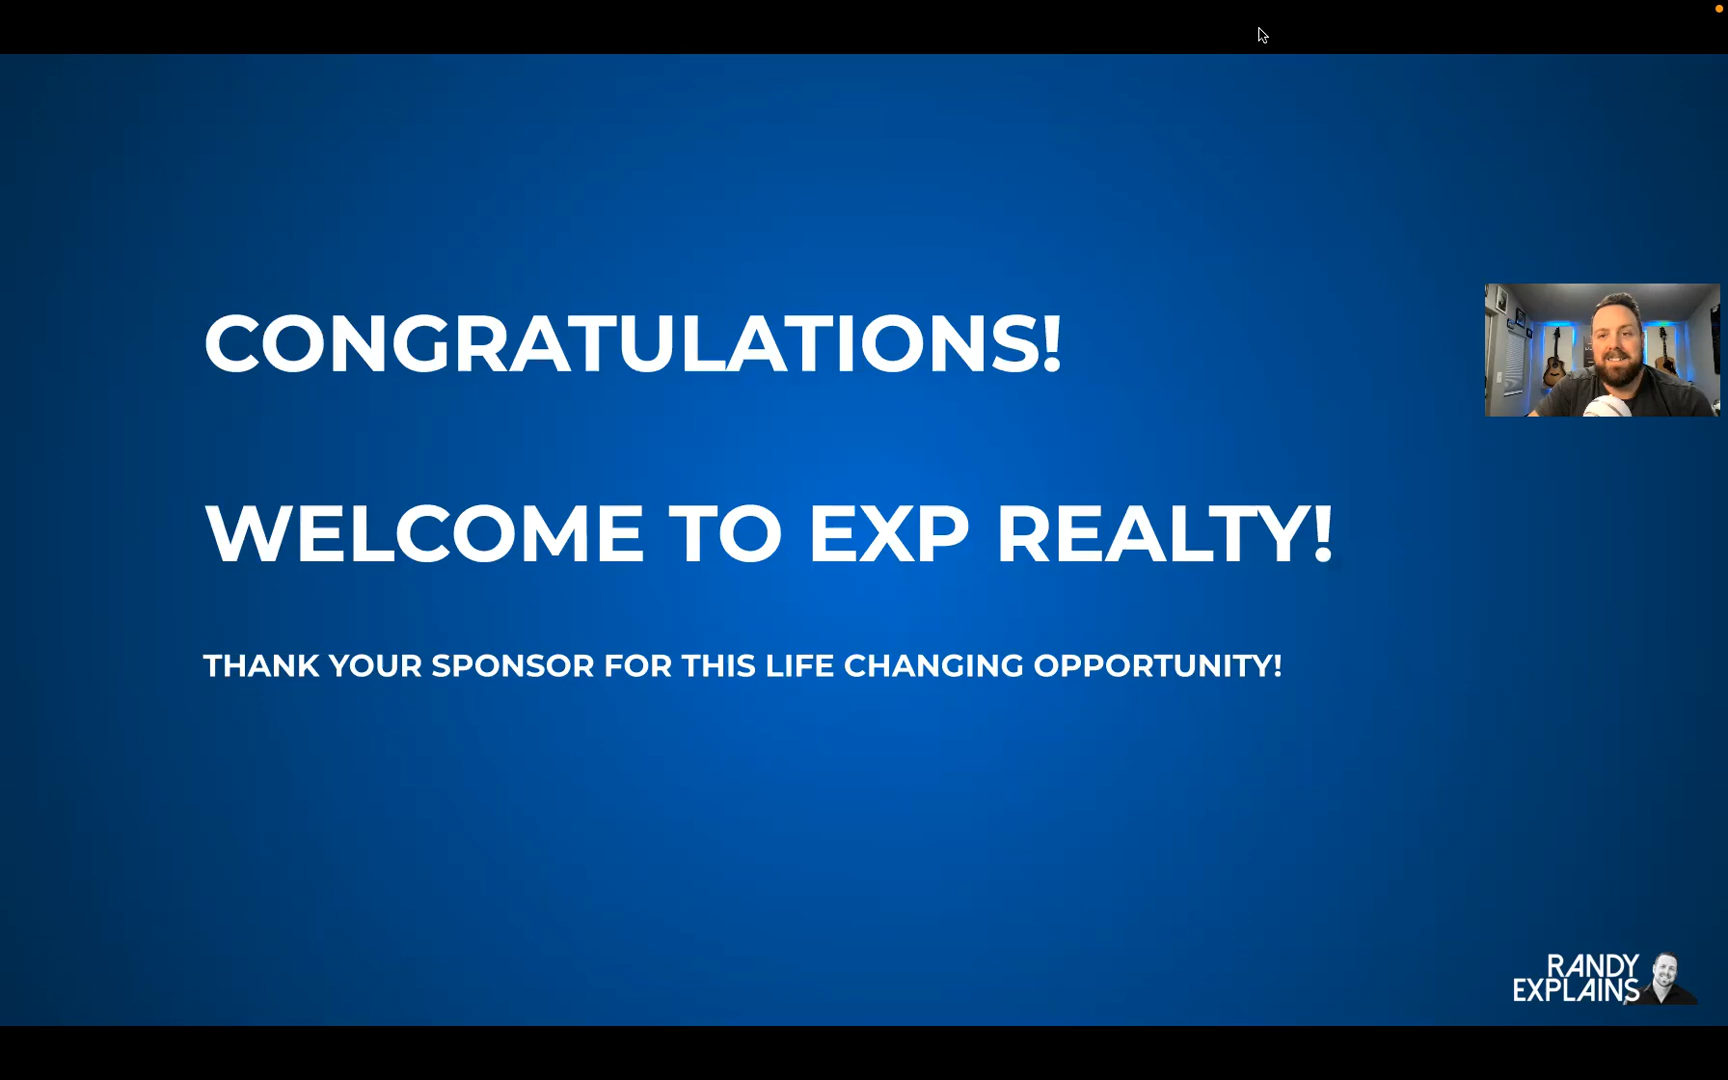 CONGRATULATIONS!
WELCOME TO EXP REALTY!
THANK YOUR SPONSOR FOR THIS LIFE CHANGING OPPORTUNITY!
RANDY
EXPLAINS